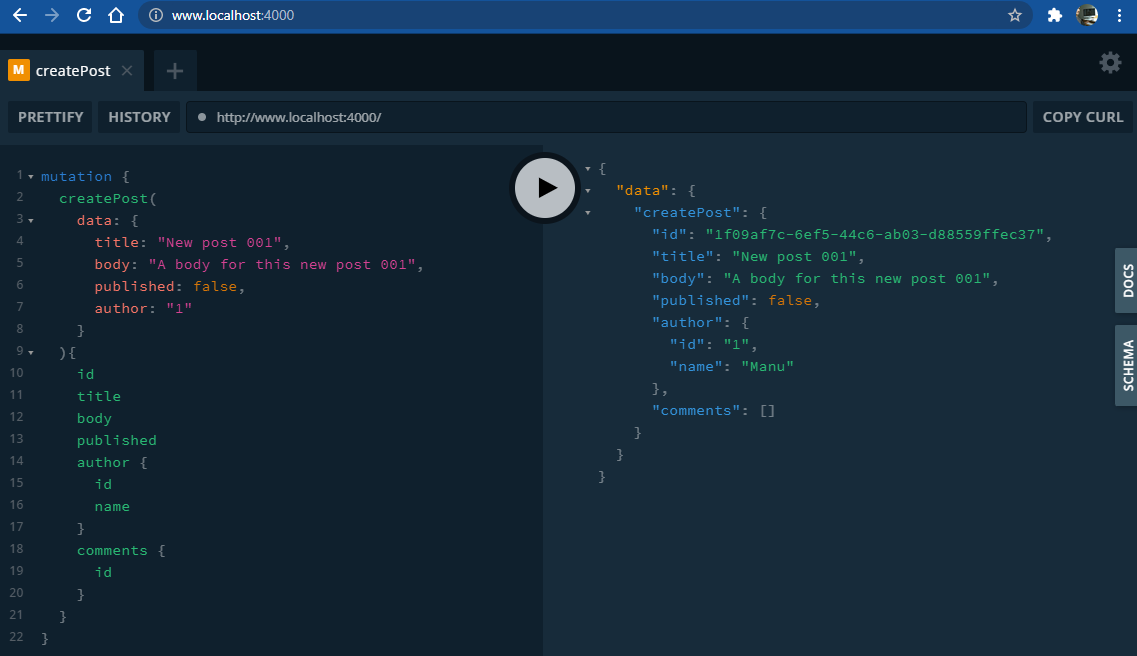 www.localhost:4000
M createPost
PRETTIFY HISTORY http://www.localhost:4000/ COPY CURL
1 mutation {
2 createPost(
3 data: {
4 title: "New post 001",
5 body: "A body for this new post 001",
6 published: false,
7 author: "1"
8 }
9 ){
10 id
11 title
12 body
13 published
14 author {
15 id
16 name
17 }
18 comments {
19 id
20 }
21 }
22 }
{
"data": {
"createPost": {
"id": "1f09af7c-6ef5-44c6-ab03-d88559ffec37",
"title": "New post 001",
"body": "A body for this new post 001",
"published": false,
"author": {
"id": "1",
"name": "Manu"
},
"comments": []
}
}
}
DOCS
SCHEMA